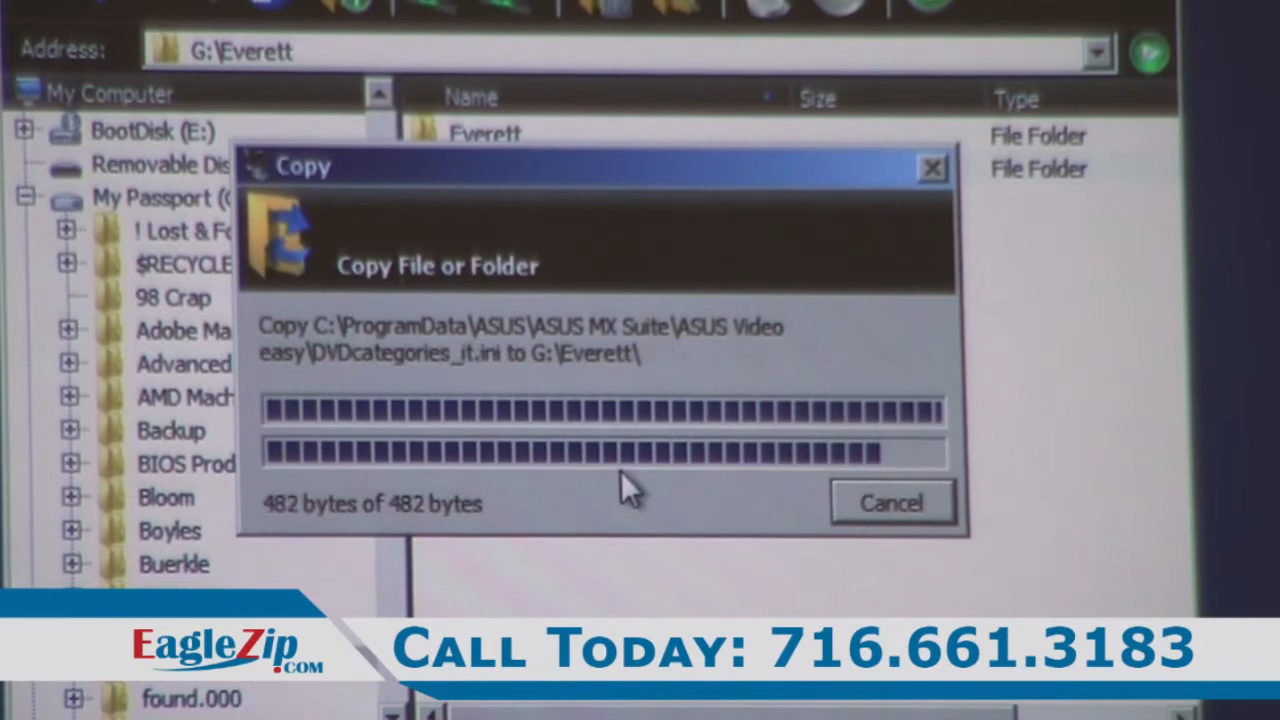 Address: G:\Everett
My Computer Name Size Type
BootDisk (E:) Everett File Folder
Removable Dis File Folder
My Passport (
! Lost & Fo
$RECYCLE
98 Crap
Adobe Ma
Advanced
AMD Mach
Backup
BIOS Prod
Bloom
Boyles
Buerkle
found.000
Copy
Copy File or Folder
Copy C:\ProgramData\ASUS\ASUS MX Suite\ASUS Video
easy\DVDcategories_it.ini to G:\Everett\
482 bytes of 482 bytes
Cancel
EagleZip.com
Call Today: 716.661.3183